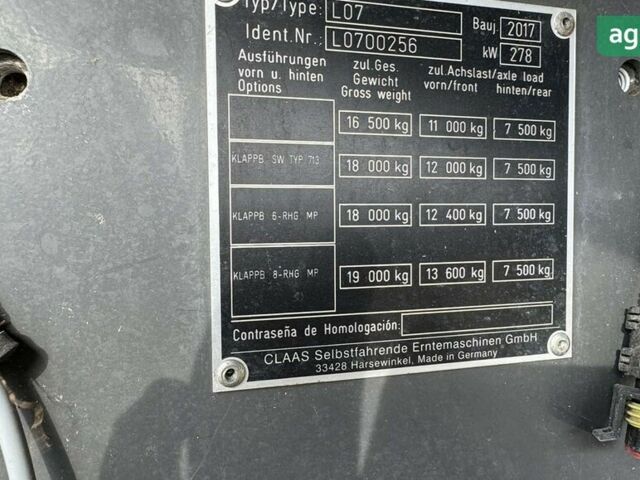 Typ/Type: L07 Bauj. 2017
ag
Ident.Nr.: L0700256 kW 278
Ausführungen zul.Ges. zul.Achslast/axle load
vorn u. hinten Gewicht vorn/front hinten/rear
Options Gross weight
16 500 kg 11 000 kg 7 500 kg
KLAPPB SW TYP 713 18 000 kg 12 000 kg 7 500 kg
KLAPPB 6-RHG MP 18 000 kg 12 400 kg 7 500 kg
KLAPPB 8-RHG MP 19 000 kg 13 600 kg 7 500 kg
Contraseña de Homologación:
CLAAS Selbstfahrende Erntemaschinen GmbH
33428 Harsewinkel, Made in Germany